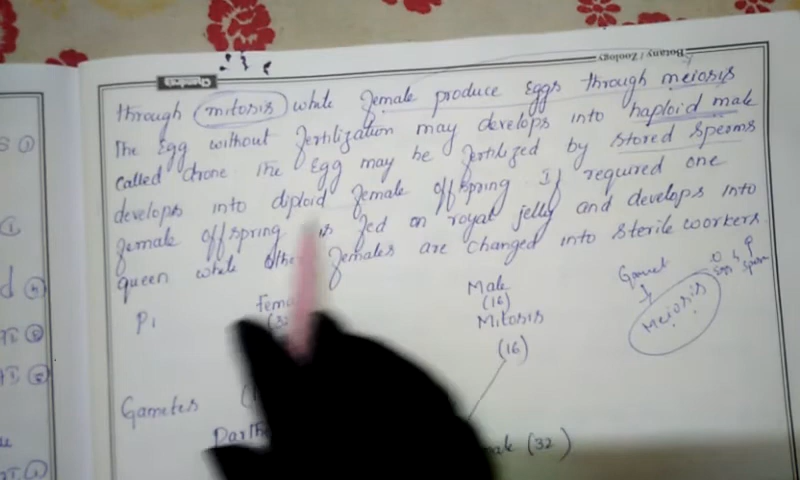 Botany / Zoology
through mitosis while female produce Eggs through meiosis
The Egg without fertilization may develops into haploid male
called drone The Egg may be fertilized by stored sperms
develops into diploid female offspring If required one
female offspring is fed on royal jelly and develops into
queen while other females are changed into sterile workers
Male
(16)
Mitosis
(16)
P1
Gamet
Meiosis
Gametes
(32)